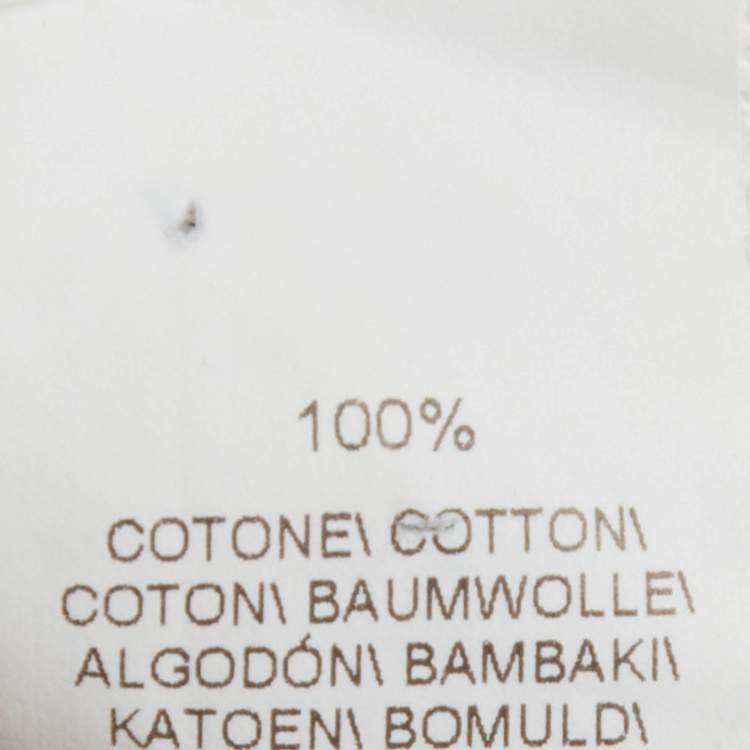 100%
COTONE\ COTTON\
COTON\ BAUMWOLLE\
ALGODÓN\ BAMBAKI\
KATOEN\ BOMULD\